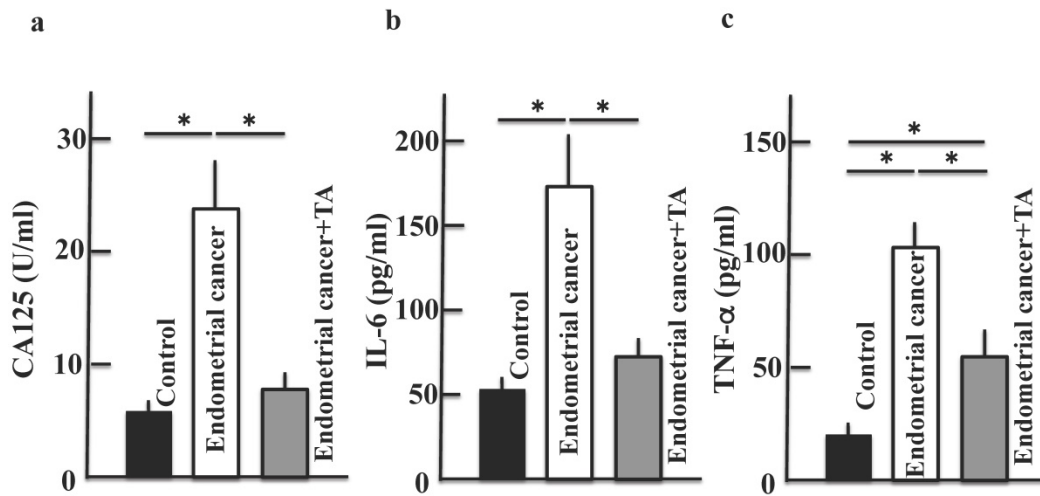 a
CA125 (U/ml)
30
20
10
0
*
*
Control
Endometrial cancer
Endometrial cancer+TA
b
IL-6 (pg/ml)
200
150
100
50
0
*
*
Control
Endometrial cancer
Endometrial cancer+TA
c
TNF-α (pg/ml)
150
100
50
0
*
*
*
Control
Endometrial cancer
Endometrial cancer+TA